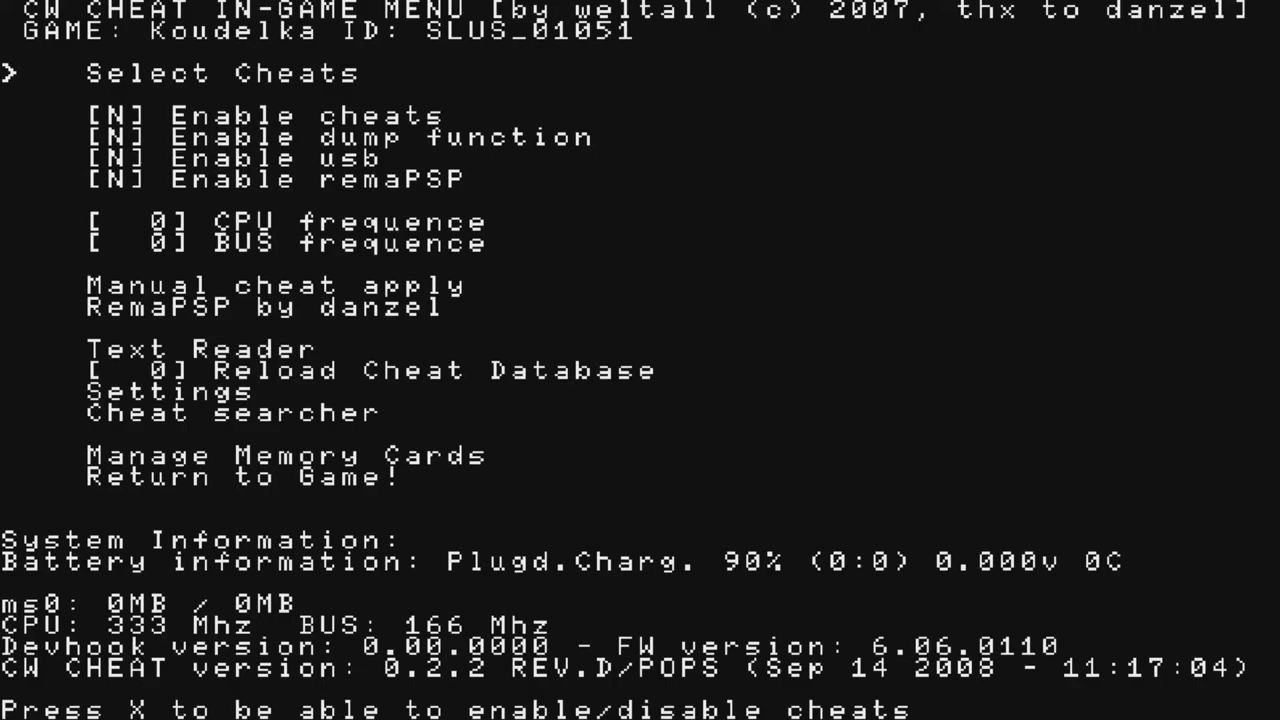 CW CHEAT IN-GAME MENU [by weltall (c) 2007, thx to danzel]
GAME: Koudelka ID: SLUS_01051
> Select Cheats
[N] Enable cheats
[N] Enable dump function
[N] Enable usb
[N] Enable remaPSP
[  0] CPU frequence
[  0] BUS frequence
Manual cheat apply
RemaPSP by danzel
Text Reader
[  0] Reload Cheat Database
Settings
Cheat searcher
Manage Memory Cards
Return to Game!
System Information:
Battery information: Plugd.Charg. 90% (0:0) 0.000v 0C
ms0: 0MB / 0MB
CPU: 333 Mhz  BUS: 166 Mhz
Devhook version: 0.00.0000 - FW version: 6.06.0110
CW CHEAT version: 0.2.2 REV.D/POPS (Sep 14 2008 - 11:17:04)
Press X to be able to enable/disable cheats